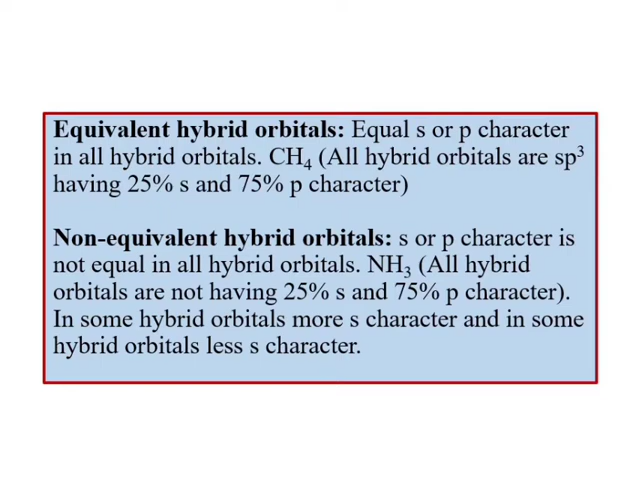 Equivalent hybrid orbitals: Equal s or p character
in all hybrid orbitals. CH₄ (All hybrid orbitals are sp³
having 25% s and 75% p character)
Non-equivalent hybrid orbitals: s or p character is
not equal in all hybrid orbitals. NH₃ (All hybrid
orbitals are not having 25% s and 75% p character).
In some hybrid orbitals more s character and in some
hybrid orbitals less s character.